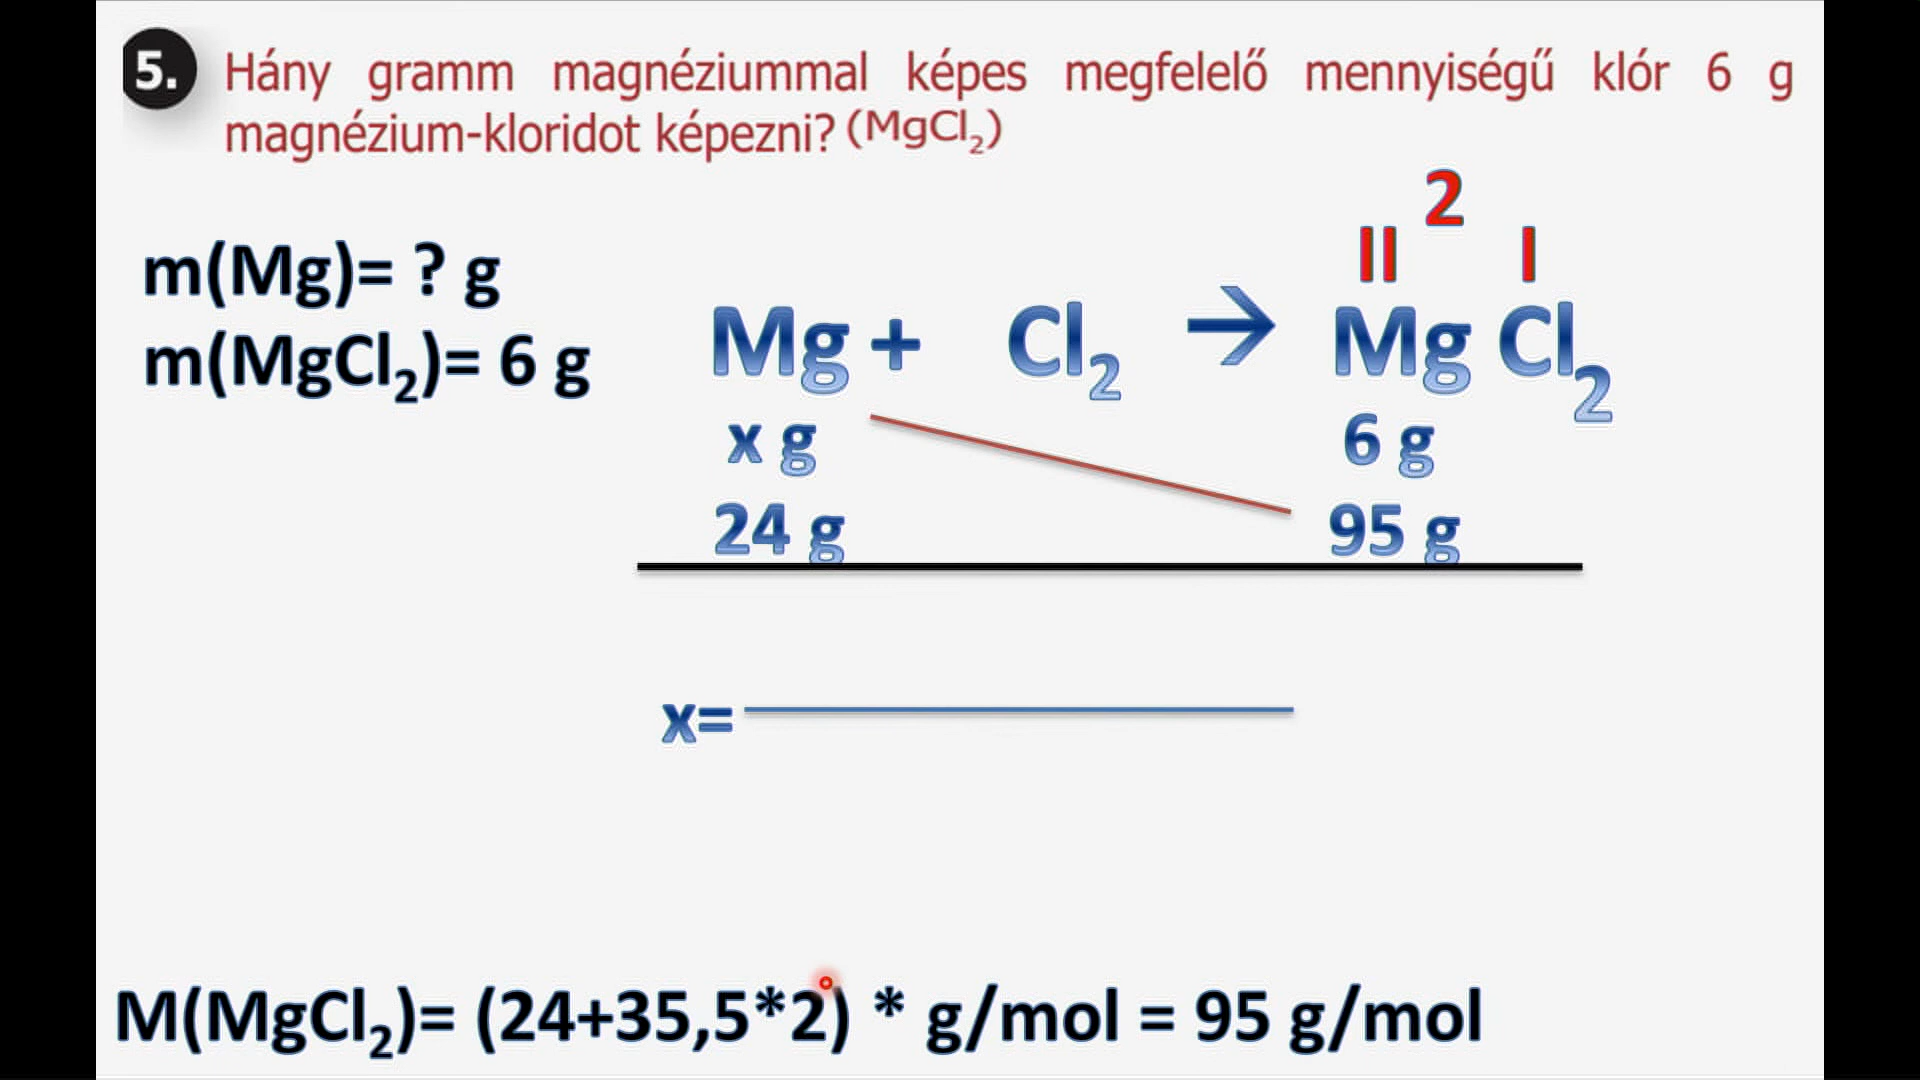 5. Hány gramm magnéziummal képes megfelelő mennyiségű klór 6 g
magnézium-kloridot képezni? (MgCl₂)
m(Mg)= ? g
m(MgCl₂)= 6 g
2
II I
Mg + Cl₂ → Mg Cl₂
x g 6 g
24 g 95 g
x=
M(MgCl₂)= (24+35,5*2) * g/mol = 95 g/mol